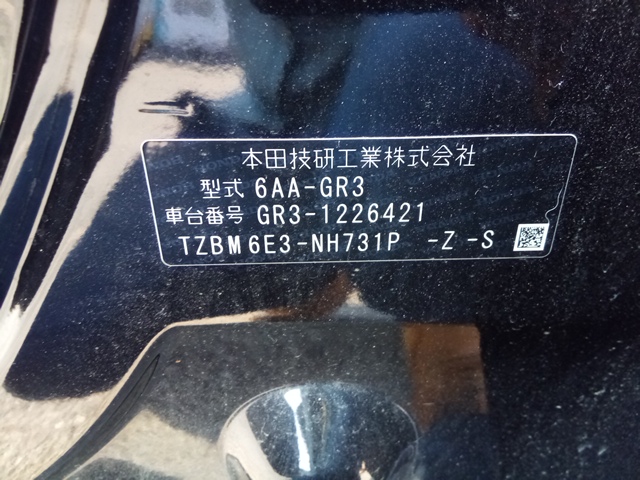 本田技研工業株式会社
型式 6AA-GR3
車台番号 GR3-1226421
TZBM6E3-NH731P -Z -S